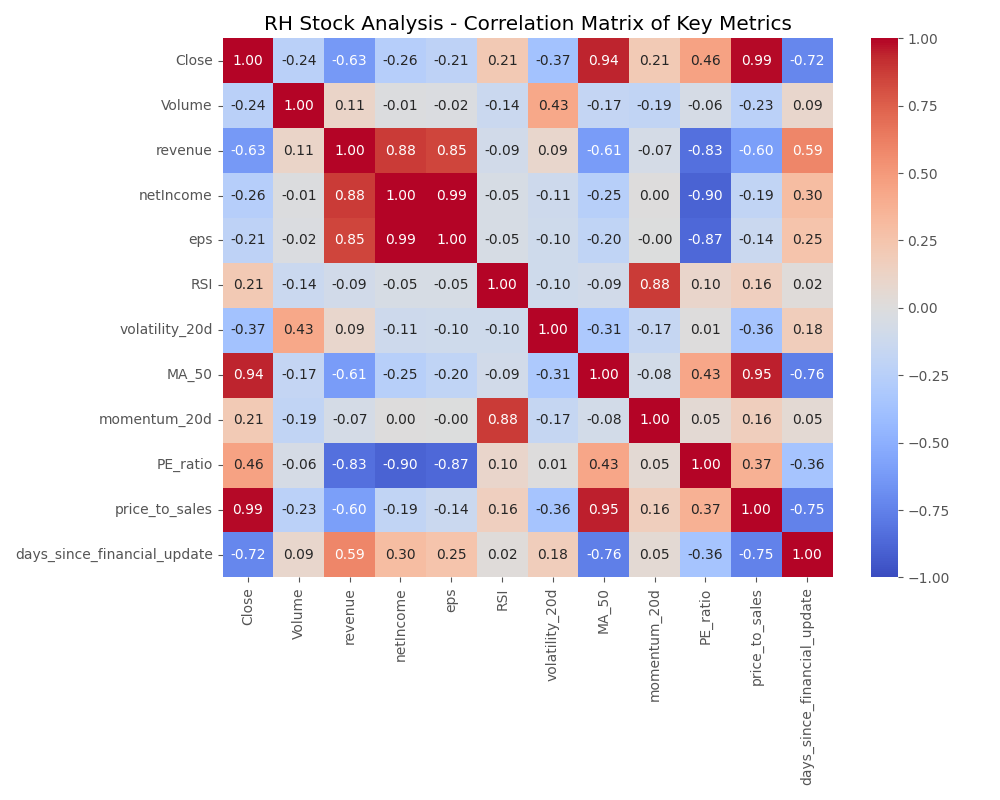 RH Stock Analysis - Correlation Matrix of Key Metrics
Close 1.00 -0.24 -0.63 -0.26 -0.21 0.21 -0.37 0.94 0.21 0.46 0.99 -0.72
Volume -0.24 1.00 0.11 -0.01 -0.02 -0.14 0.43 -0.17 -0.19 -0.06 -0.23 0.09
revenue -0.63 0.11 1.00 0.88 0.85 -0.09 0.09 -0.61 -0.07 -0.83 -0.60 0.59
netIncome -0.26 -0.01 0.88 1.00 0.99 -0.05 -0.11 -0.25 0.00 -0.90 -0.19 0.30
eps -0.21 -0.02 0.85 0.99 1.00 -0.05 -0.10 -0.20 -0.00 -0.87 -0.14 0.25
RSI 0.21 -0.14 -0.09 -0.05 -0.05 1.00 -0.10 -0.09 0.88 0.10 0.16 0.02
volatility_20d -0.37 0.43 0.09 -0.11 -0.10 -0.10 1.00 -0.31 -0.17 0.01 -0.36 0.18
MA_50 0.94 -0.17 -0.61 -0.25 -0.20 -0.09 -0.31 1.00 -0.08 0.43 0.95 -0.76
momentum_20d 0.21 -0.19 -0.07 0.00 -0.00 0.88 -0.17 -0.08 1.00 0.05 0.16 0.05
PE_ratio 0.46 -0.06 -0.83 -0.90 -0.87 0.10 0.01 0.43 0.05 1.00 0.37 -0.36
price_to_sales 0.99 -0.23 -0.60 -0.19 -0.14 0.16 -0.36 0.95 0.16 0.37 1.00 -0.75
days_since_financial_update -0.72 0.09 0.59 0.30 0.25 0.02 0.18 -0.76 0.05 -0.36 -0.75 1.00
Close
Volume
revenue
netIncome
eps
RSI
volatility_20d
MA_50
momentum_20d
PE_ratio
price_to_sales
days_since_financial_update
1.00
0.75
0.50
0.25
0.00
−0.25
−0.50
−0.75
−1.00